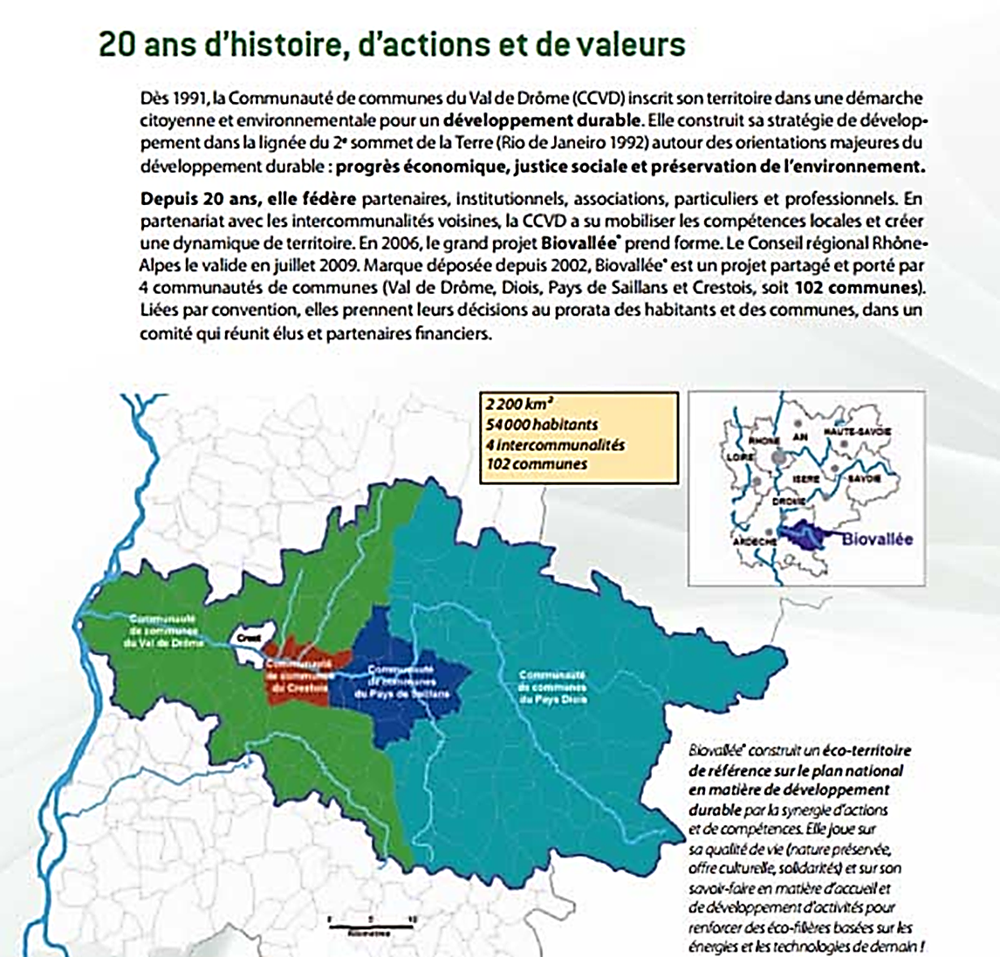 20 ans d'histoire, d'actions et de valeurs
Dès 1991, la Communauté de communes du Val de Drôme (CCVD) inscrit son territoire dans une démarche
citoyenne et environnementale pour un développement durable. Elle construit sa stratégie de dévelop-
pement dans la lignée du 2e sommet de la Terre (Rio de Janeiro 1992) autour des orientations majeures du
développement durable : progrès économique, justice sociale et préservation de l'environnement.
Depuis 20 ans, elle fédère partenaires, institutionnels, associations, particuliers et professionnels. En
partenariat avec les intercommunalités voisines, la CCVD a su mobiliser les compétences locales et créer
une dynamique de territoire. En 2006, le grand projet Biovallée® prend forme. Le Conseil régional Rhône-
Alpes le valide en juillet 2009. Marque déposée depuis 2002, Biovallée® est un projet partagé et porté par
4 communautés de communes (Val de Drôme, Diois, Pays de Saillans et Crestois, soit 102 communes).
Liées par convention, elles prennent leurs décisions au prorata des habitants et des communes, dans un
comité qui réunit élus et partenaires financiers.
2 200 km²
54 000 habitants
4 intercommunalités
102 communes
RHONE
AIN
HAUTE-SAVOIE
LOIRE
ISERE
SAVOIE
DROME
ARDECHE
Biovallée
Communauté
de communes
du Val de Drôme
Crest
Communauté
de communes
du Crestois
Communauté
de communes
du Pays de Saillans
Communauté
de communes
du Pays Diois
Biovallée® construit un éco-territoire
de référence sur le plan national
en matière de développement
durable par la synergie d'actions
et de compétences. Elle joue sur
sa qualité de vie (nature préservée,
offre culturelle, solidarités) et sur son
savoir-faire en matière d'accueil et
de développement d'activités pour
renforcer des éco-filières basées sur les
énergies et les technologies de demain !
0 5 10
Kilomètres